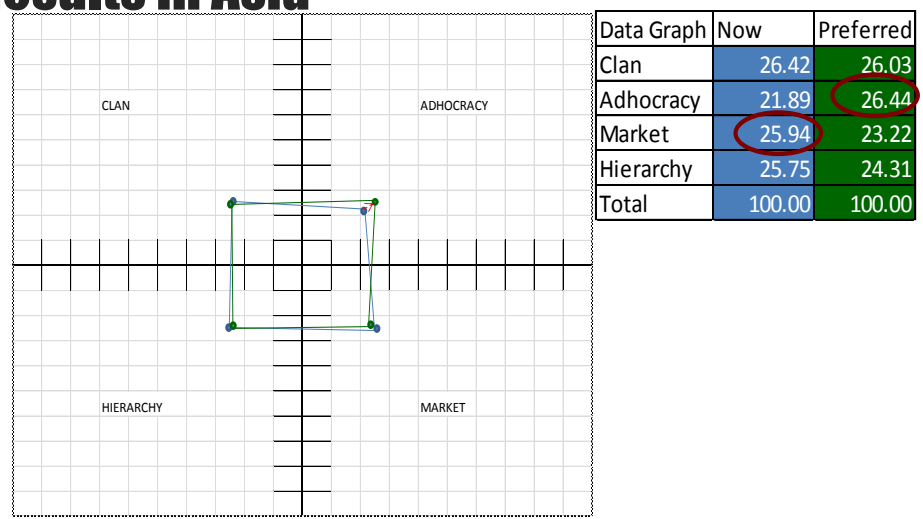 CLAN
ADHOCRACY
HIERARCHY
MARKET
Data Graph Now Preferred
Clan 26.42 26.03
Adhocracy 21.89 26.44
Market 25.94 23.22
Hierarchy 25.75 24.31
Total 100.00 100.00